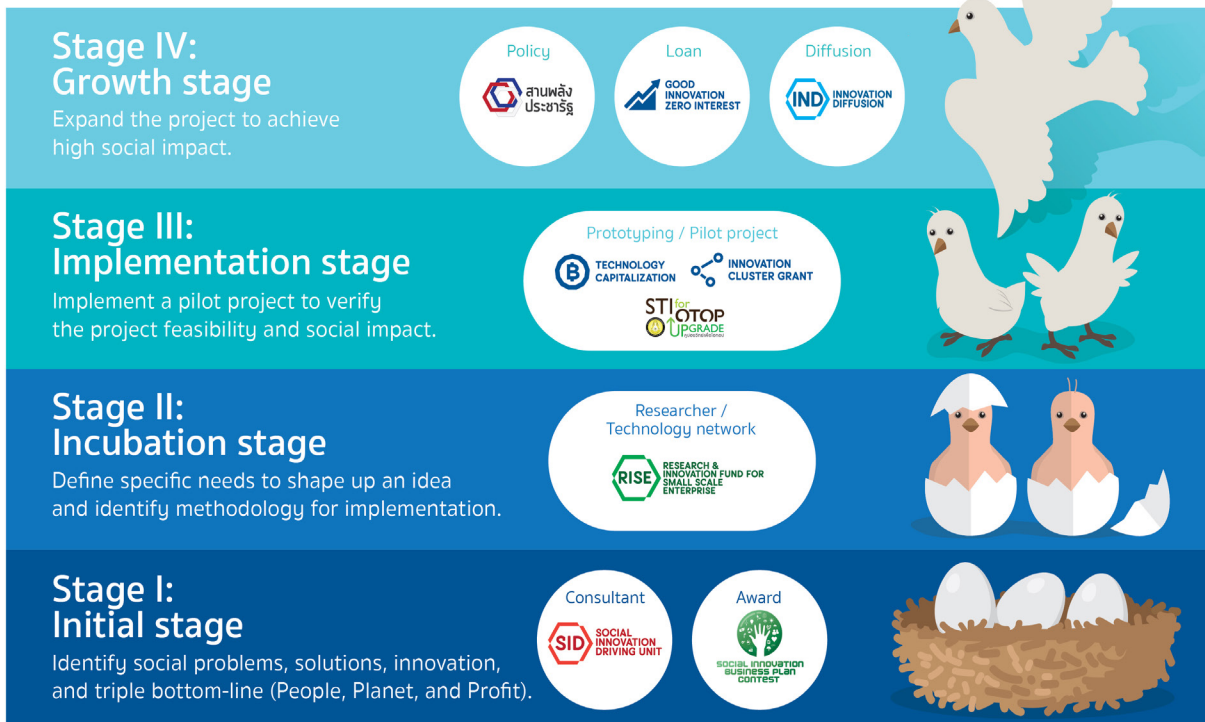 Stage IV:
Growth stage
Expand the project to achieve
high social impact.
Policy
สานพลัง
ประชารัฐ
Loan
GOOD
INNOVATION
ZERO INTEREST
Diffusion
IND
INNOVATION
DIFFUSION
Stage III:
Implementation stage
Implement a pilot project to verify
the project feasibility and social impact.
Prototyping / Pilot project
TECHNOLOGY
CAPITALIZATION
INNOVATION
CLUSTER GRANT
STI for
OTOP
UPGRADE
Stage II:
Incubation stage
Define specific needs to shape up an idea
and identify methodology for implementation.
Researcher /
Technology network
RISE
RESEARCH &
INNOVATION FUND FOR
SMALL SCALE
ENTERPRISE
Stage I:
Initial stage
Identify social problems, solutions, innovation,
and triple bottom-line (People, Planet, and Profit).
Consultant
SID
SOCIAL
INNOVATION
DRIVING UNIT
Award
SOCIAL INNOVATION
BUSINESS PLAN
CONTEST